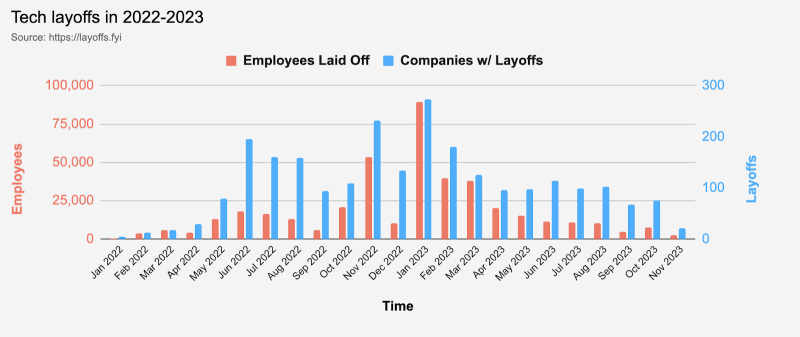 Tech layoffs in 2022-2023
Source: https://layoffs.fyi
Employees Laid Off
Companies w/ Layoffs
100,000
75,000
50,000
25,000
0
Employees
300
200
100
0
Layoffs
Jan 2022
Feb 2022
Mar 2022
Apr 2022
May 2022
Jun 2022
Jul 2022
Aug 2022
Sep 2022
Oct 2022
Nov 2022
Dec 2022
Jan 2023
Feb 2023
Mar 2023
Apr 2023
May 2023
Jun 2023
Jul 2023
Aug 2023
Sep 2023
Oct 2023
Nov 2023
Time